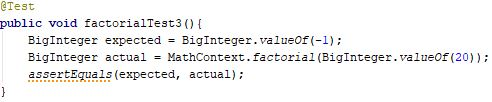 @Test
public void factorialTest3(){
    BigInteger expected = BigInteger.valueOf(-1);
    BigInteger actual = MathContext.factorial(BigInteger.valueOf(20));
    assertEquals(expected, actual);
}